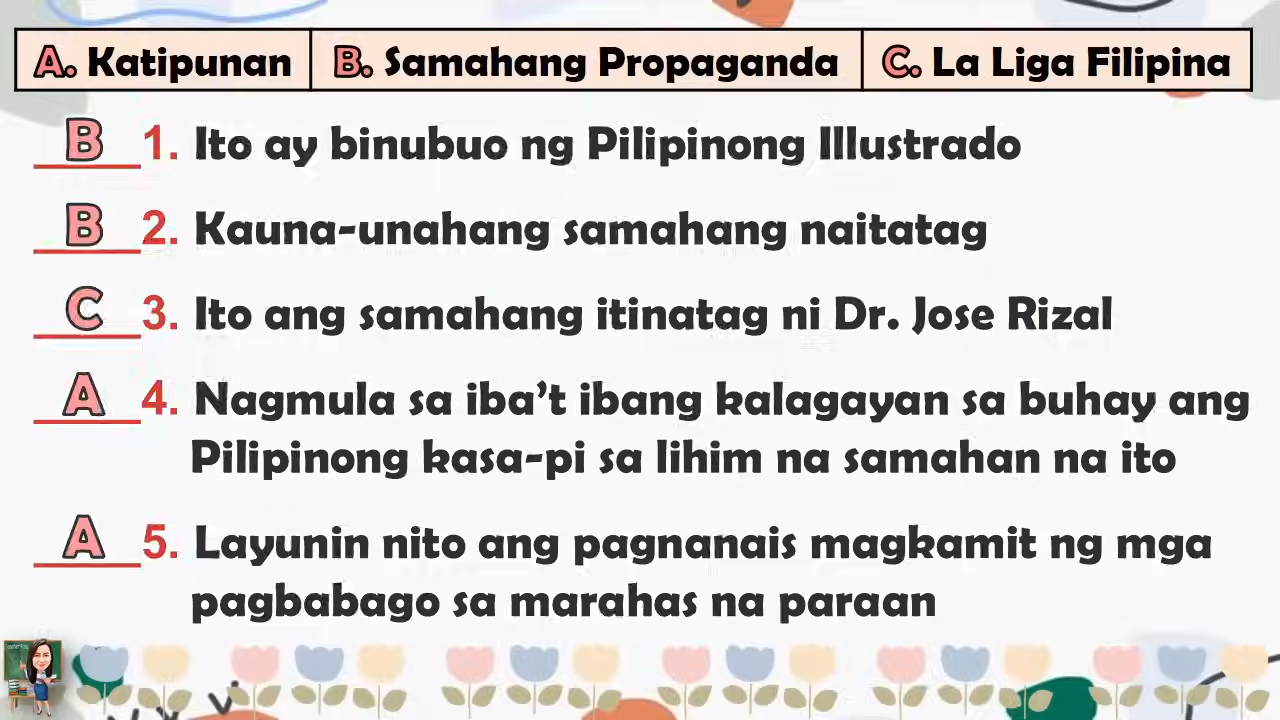 A. Katipunan B. Samahang Propaganda C. La Liga Filipina
B 1. Ito ay binubuo ng Pilipinong Illustrado
B 2. Kauna-unahang samahang naitatag
C 3. Ito ang samahang itinatag ni Dr. Jose Rizal
A 4. Nagmula sa iba't ibang kalagayan sa buhay ang
Pilipinong kasa-pi sa lihim na samahan na ito
A 5. Layunin nito ang pagnanais magkamit ng mga
pagbabago sa marahas na paraan